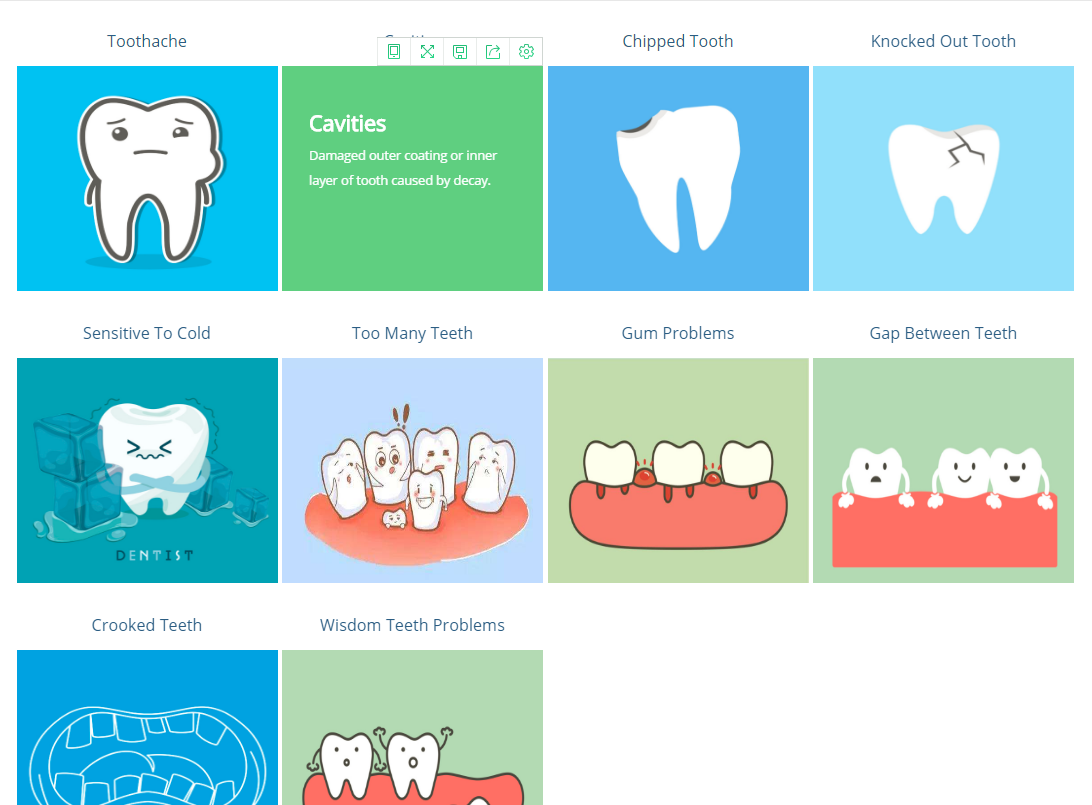 Toothache
Chipped Tooth
Knocked Out Tooth
Cavities
Damaged outer coating or inner
layer of tooth caused by decay.
Sensitive To Cold
Too Many Teeth
Gum Problems
Gap Between Teeth
DENTIST
Crooked Teeth
Wisdom Teeth Problems